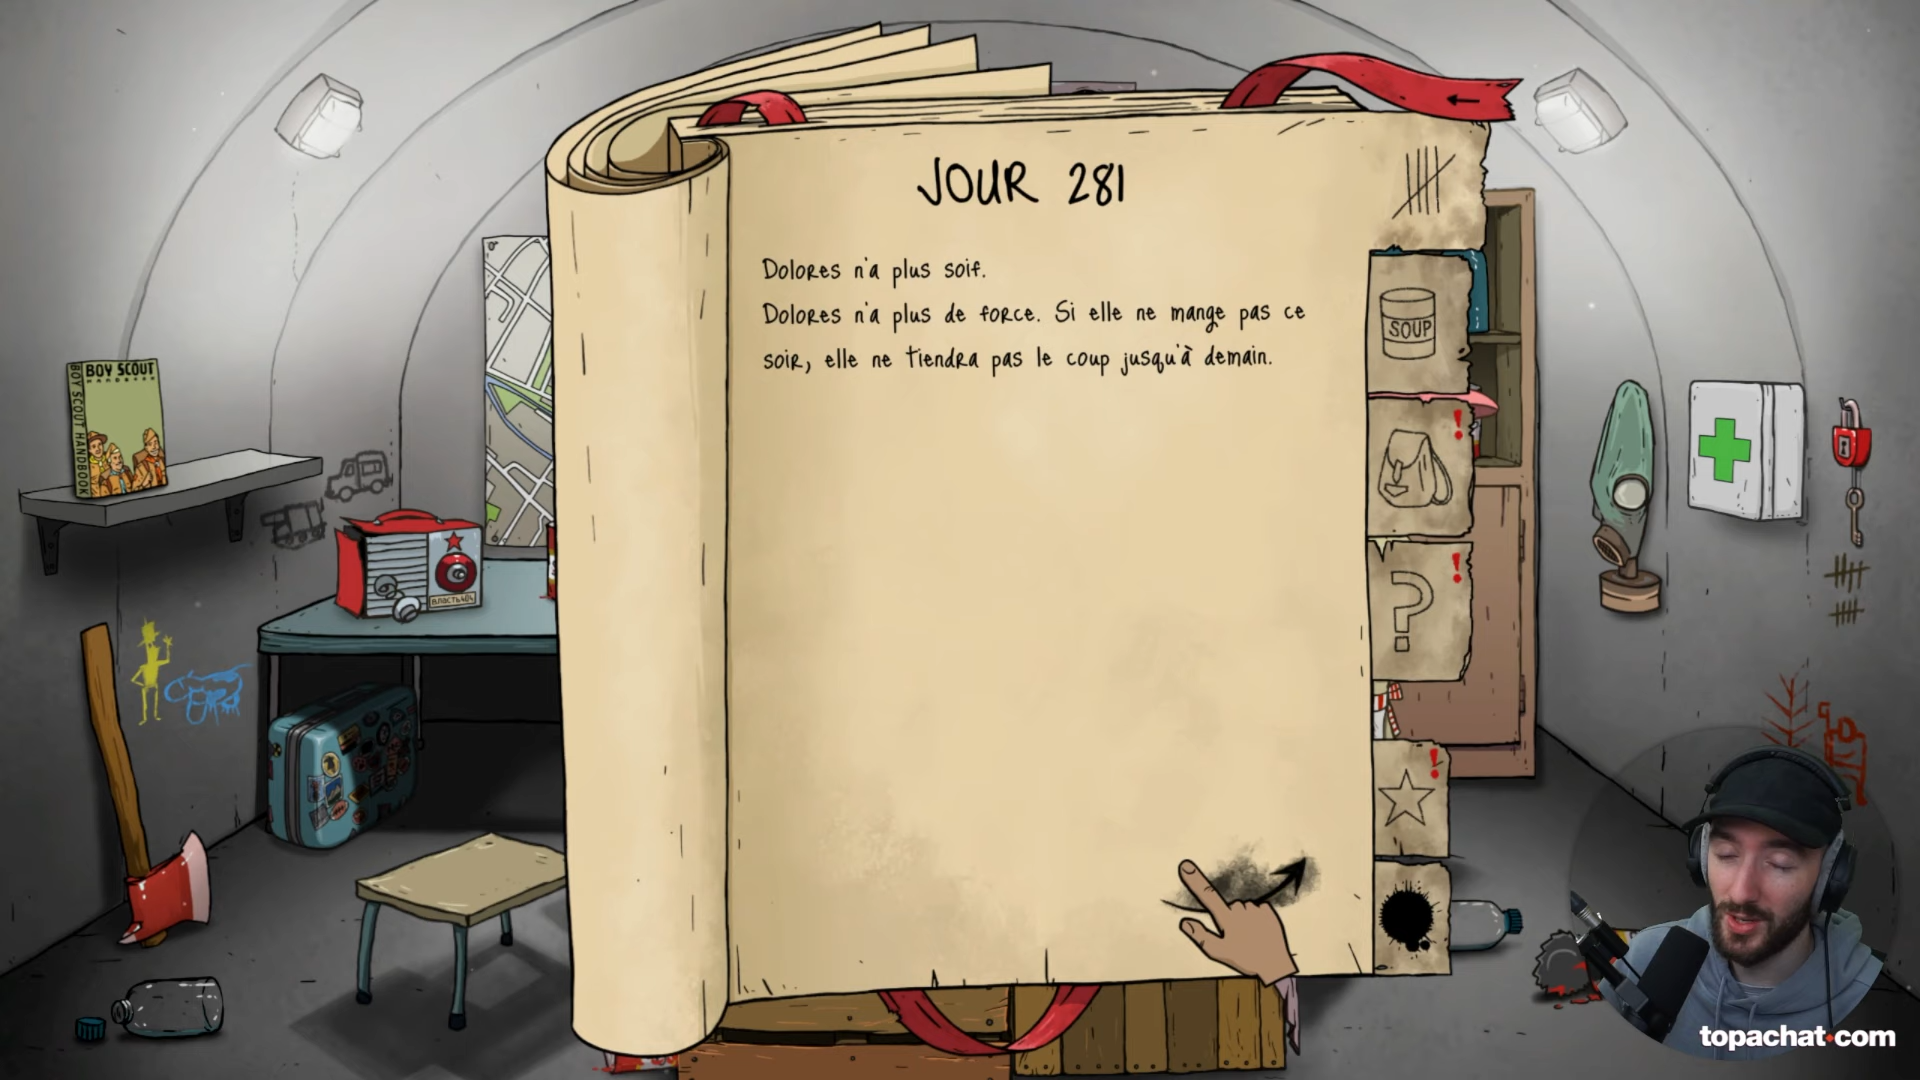 JOUR 281
Dolores n'a plus soif.
Dolores n'a plus de force. Si elle ne mange pas ce
soir, elle ne tiendra pas le coup jusqu'à demain.
SOUP
!
!
?
!
BOY SCOUT
HANDBOOK
BOY SCOUT HANDBOOK
topachat.com